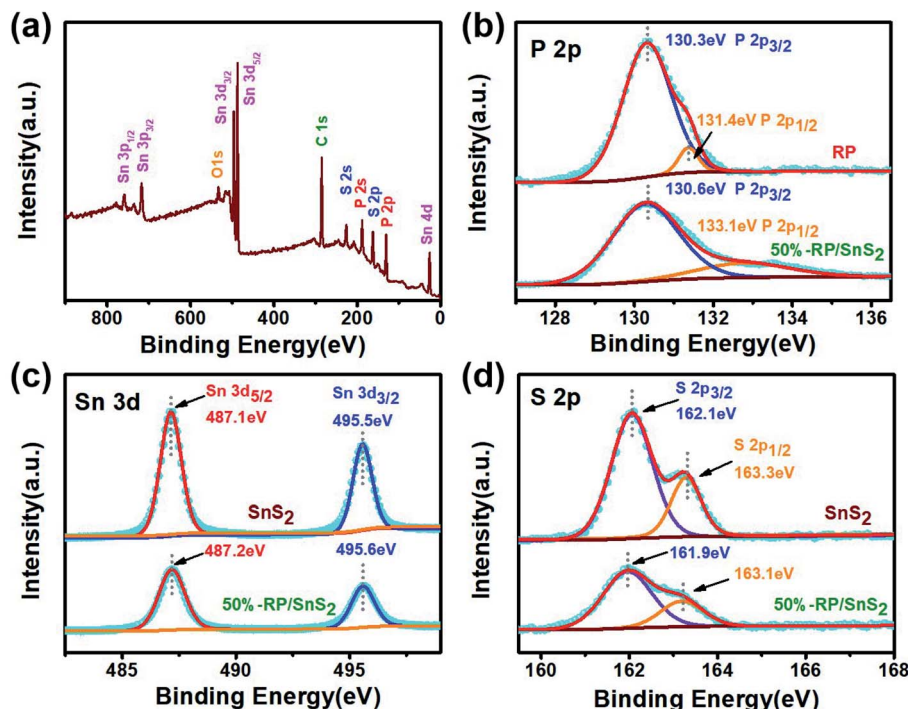 (a)
Intensity(a.u.)
Sn 3p1/2
Sn 3p3/2
O1s
Sn 3d3/2
Sn 3d5/2
C 1s
S 2s
P 2s
S 2p
P 2p
Sn 4d
800 600 400 200 0
Binding Energy(eV)
(b)
P 2p
Intensity(a.u.)
130.3eV P 2p3/2
131.4eV P 2p1/2
RP
130.6eV P 2p3/2
133.1eV P 2p1/2
50% -RP/SnS2
128 130 132 134 136
Binding Energy(eV)
(c)
Sn 3d
Intensity(a.u.)
Sn 3d5/2
487.1eV
Sn 3d3/2
495.5eV
SnS2
487.2eV
495.6eV
50% -RP/SnS2
485 490 495
Binding Energy(eV)
(d)
S 2p
Intensity(a.u.)
S 2p3/2
162.1eV
S 2p1/2
163.3eV
SnS2
161.9eV
163.1eV
50% -RP/SnS2
160 162 164 166 168
Binding Energy(eV)